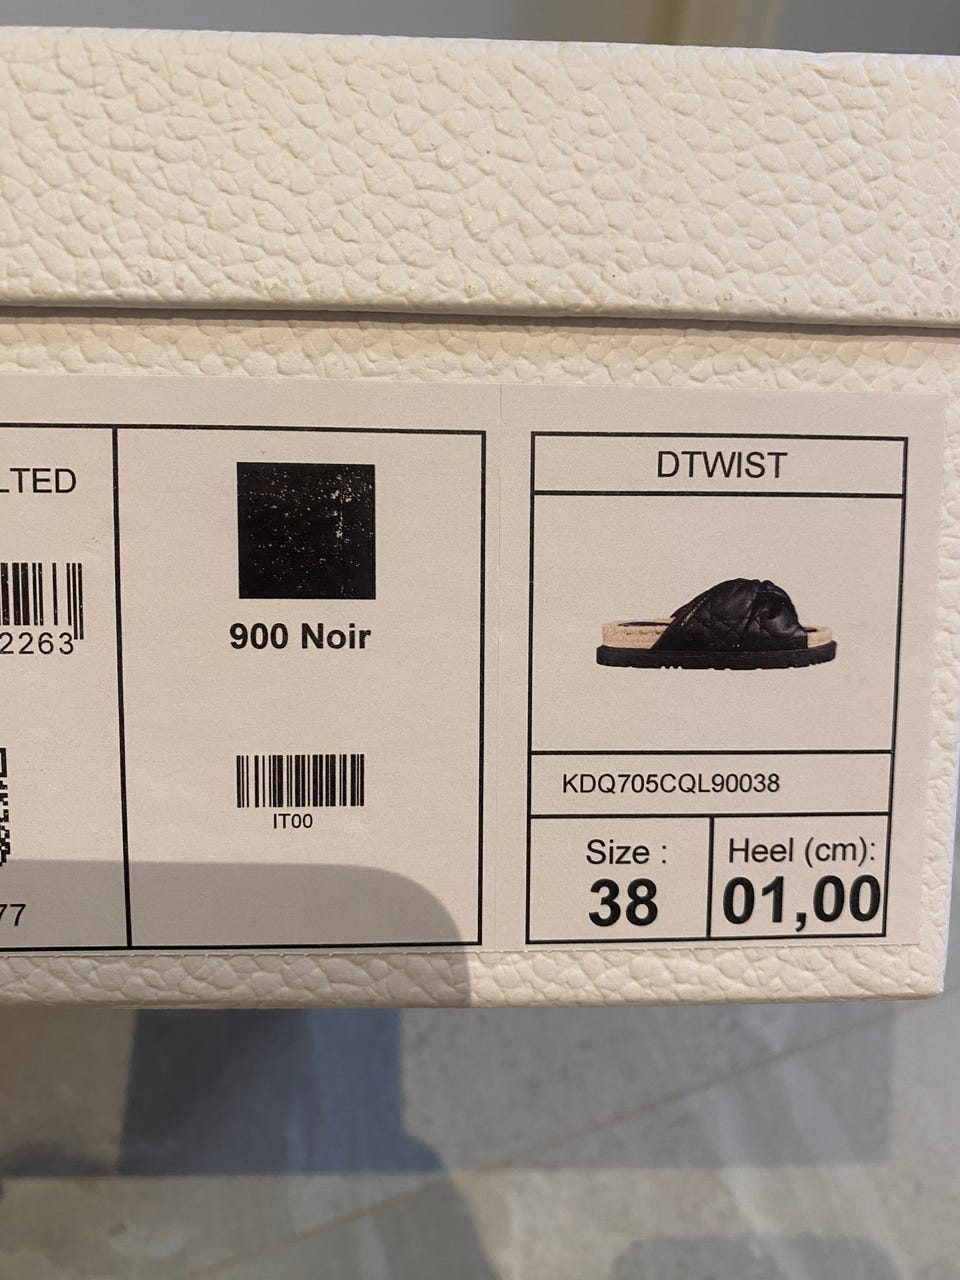 LTED
2263
77
900 Noir
IT00
DTWIST
KDQ705CQL90038
Size :
38
Heel (cm):
01,00